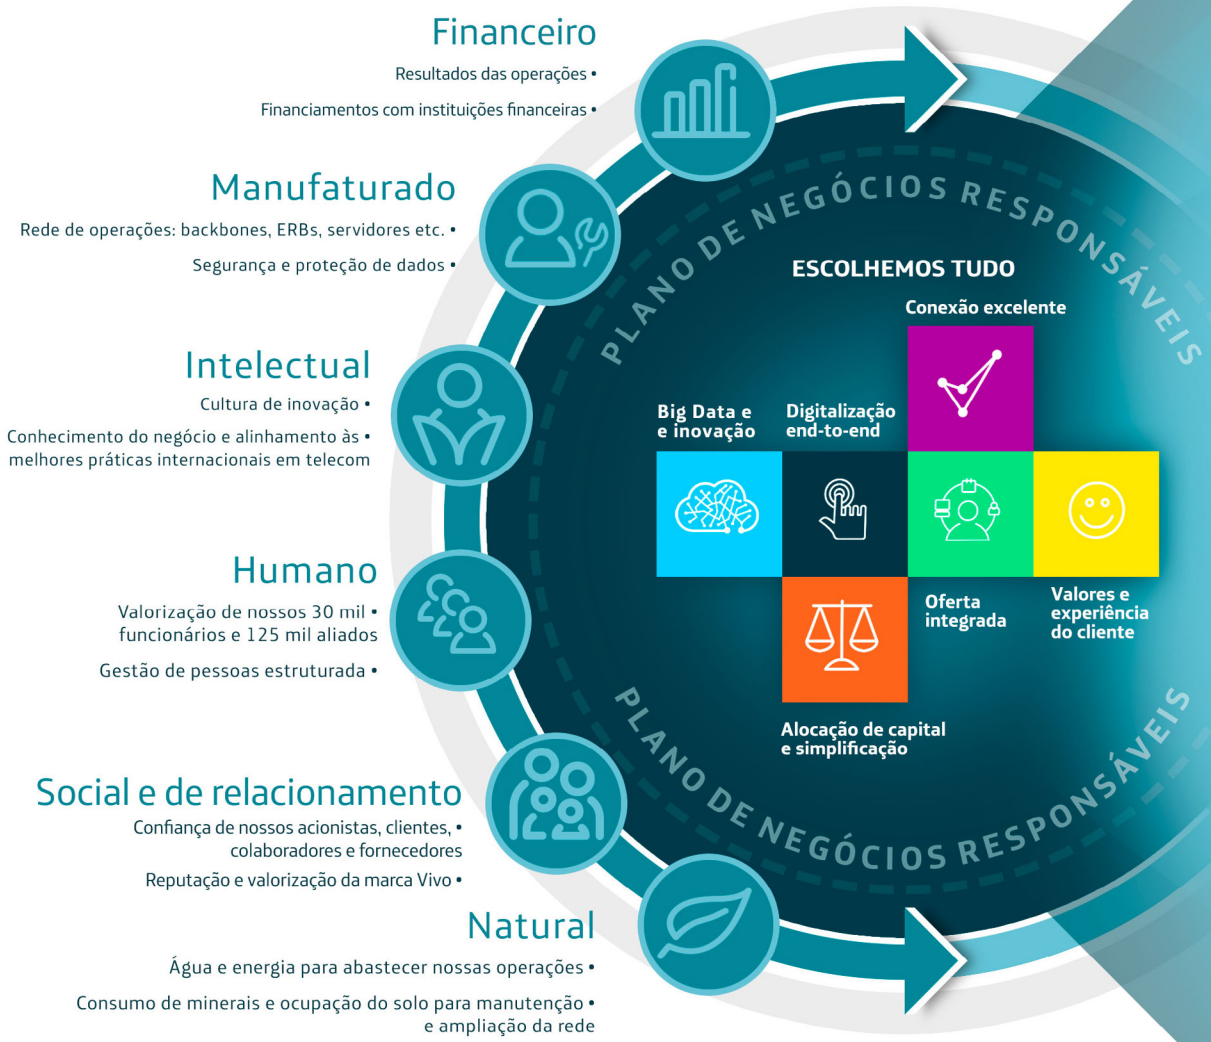 Financeiro
Resultados das operações •
Financiamentos com instituições financeiras •
Manufaturado
Rede de operações: backbones, ERBs, servidores etc. •
Segurança e proteção de dados •
Intelectual
Cultura de inovação •
Conhecimento do negócio e alinhamento às •
melhores práticas internacionais em telecom
Humano
Valorização de nossos 30 mil •
funcionários e 125 mil aliados
Gestão de pessoas estruturada •
Social e de relacionamento
Confiança de nossos acionistas, clientes, •
colaboradores e fornecedores
Reputação e valorização da marca Vivo •
Natural
Água e energia para abastecer nossas operações •
Consumo de minerais e ocupação do solo para manutenção •
e ampliação da rede
PLANO DE NEGÓCIOS RESPONSÁVEIS
ESCOLHEMOS TUDO
Conexão excelente
Big Data e
e inovação
Digitalização
end-to-end
Oferta
integrada
Valores e
experiência
do cliente
Alocação de capital
e simplificação
PLANO DE NEGÓCIOS RESPONSÁVEIS